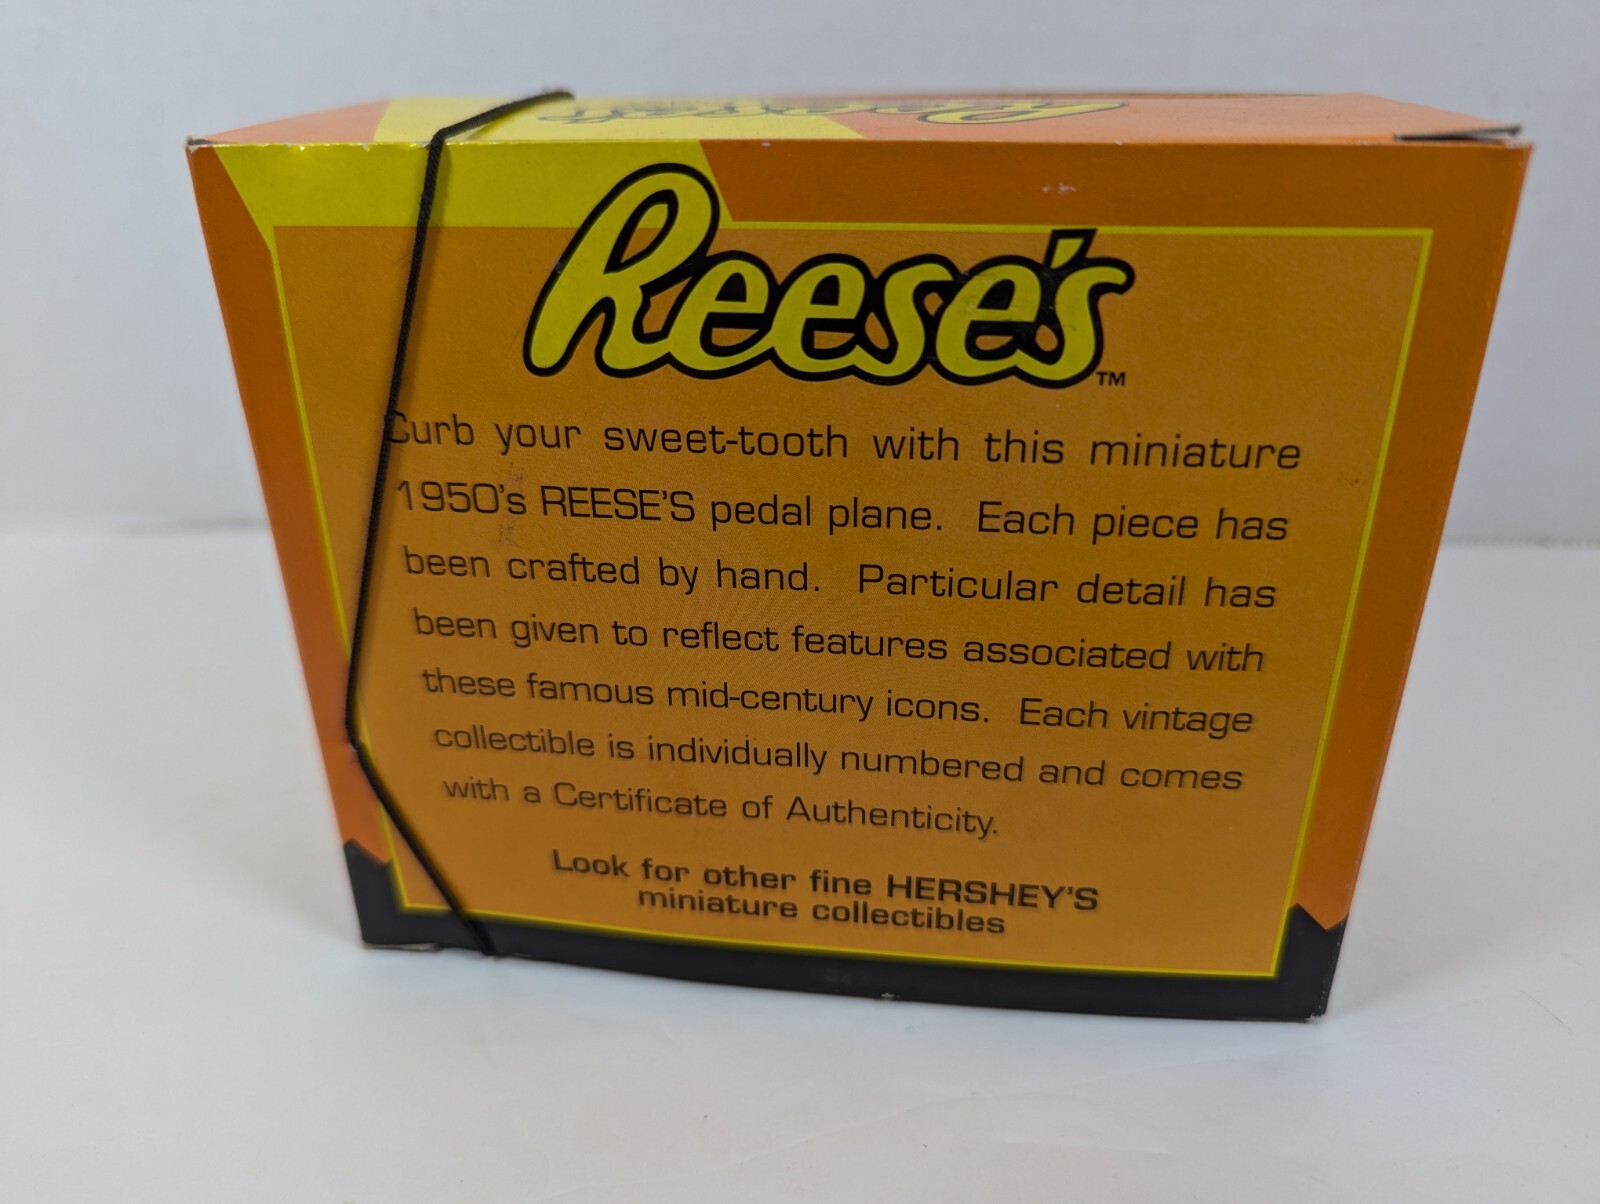 Reese's
Reese's™
Curb your sweet-tooth with this miniature
1950's REESE'S pedal plane. Each piece has
been crafted by hand. Particular detail has
been given to reflect features associated with
these famous mid-century icons. Each vintage
collectible is individually numbered and comes
with a Certificate of Authenticity.
Look for other fine HERSHEY'S
miniature collectibles